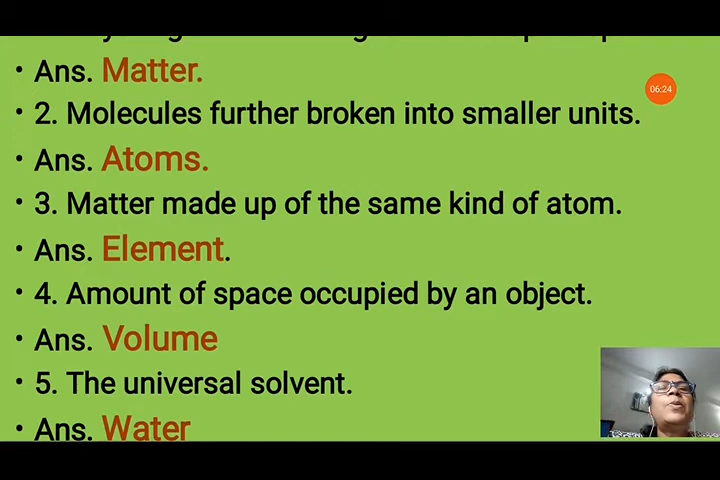 • Ans. Matter.
06:24
• 2. Molecules further broken into smaller units.
• Ans. Atoms.
• 3. Matter made up of the same kind of atom.
• Ans. Element.
• 4. Amount of space occupied by an object.
• Ans. Volume
• 5. The universal solvent.
• Ans. Water